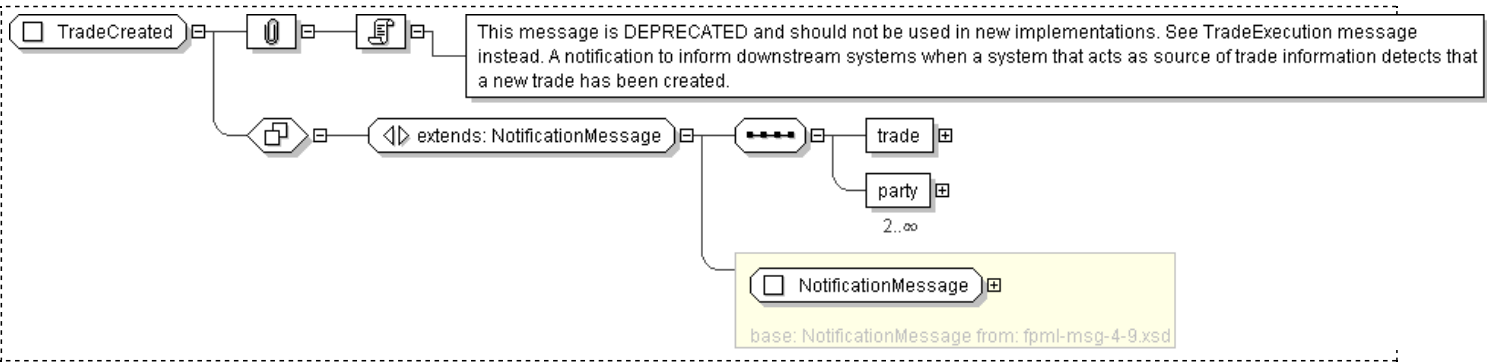 TradeCreated
This message is DEPRECATED and should not be used in new implementations. See TradeExecution message
instead. A notification to inform downstream systems when a system that acts as source of trade information detects that
a new trade has been created.
extends: NotificationMessage
trade
party
2..∞
NotificationMessage
base: NotificationMessage from: fpml-msg-4-9.xsd